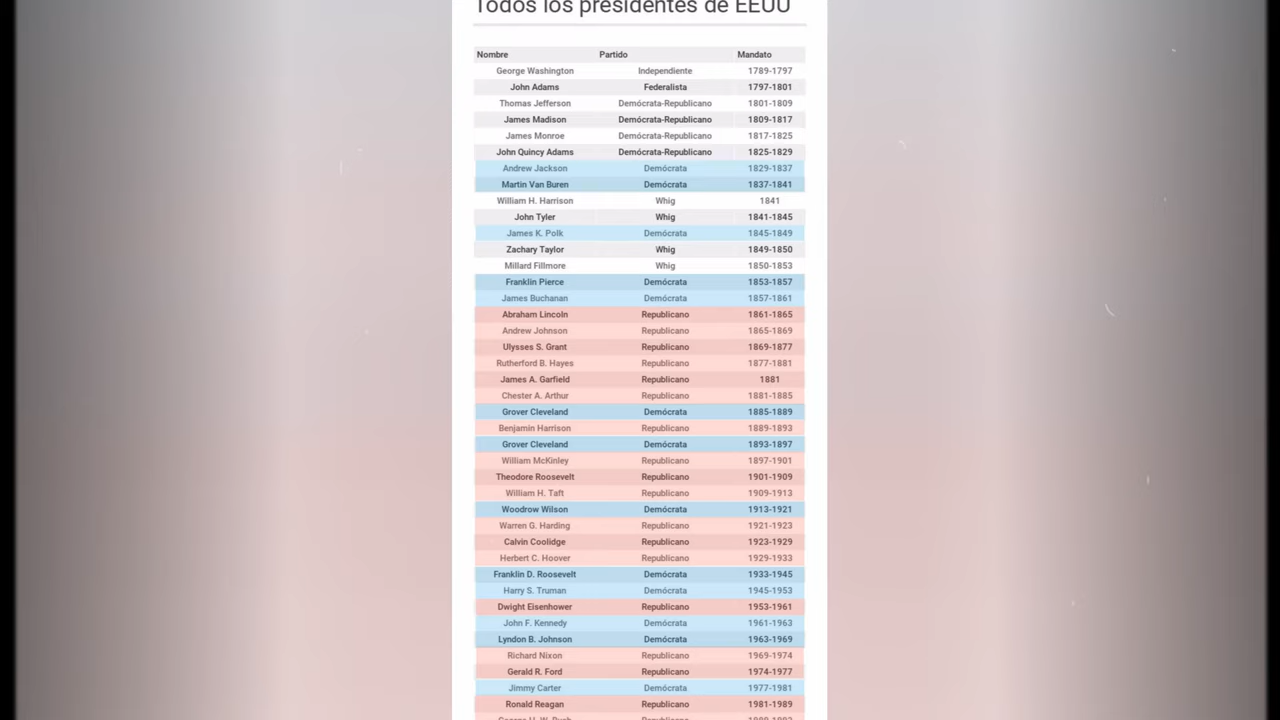 Todos los presidentes de EEUU
Nombre Partido Mandato
George Washington Independiente 1789-1797
John Adams Federalista 1797-1801
Thomas Jefferson Demócrata-Republicano 1801-1809
James Madison Demócrata-Republicano 1809-1817
James Monroe Demócrata-Republicano 1817-1825
John Quincy Adams Demócrata-Republicano 1825-1829
Andrew Jackson Demócrata 1829-1837
Martin Van Buren Demócrata 1837-1841
William H. Harrison Whig 1841
John Tyler Whig 1841-1845
James K. Polk Demócrata 1845-1849
Zachary Taylor Whig 1849-1850
Millard Fillmore Whig 1850-1853
Franklin Pierce Demócrata 1853-1857
James Buchanan Demócrata 1857-1861
Abraham Lincoln Republicano 1861-1865
Andrew Johnson Republicano 1865-1869
Ulysses S. Grant Republicano 1869-1877
Rutherford B. Hayes Republicano 1877-1881
James A. Garfield Republicano 1881
Chester A. Arthur Republicano 1881-1885
Grover Cleveland Demócrata 1885-1889
Benjamin Harrison Republicano 1889-1893
Grover Cleveland Demócrata 1893-1897
William McKinley Republicano 1897-1901
Theodore Roosevelt Republicano 1901-1909
William H. Taft Republicano 1909-1913
Woodrow Wilson Demócrata 1913-1921
Warren G. Harding Republicano 1921-1923
Calvin Coolidge Republicano 1923-1929
Herbert C. Hoover Republicano 1929-1933
Franklin D. Roosevelt Demócrata 1933-1945
Harry S. Truman Demócrata 1945-1953
Dwight Eisenhower Republicano 1953-1961
John F. Kennedy Demócrata 1961-1963
Lyndon B. Johnson Demócrata 1963-1969
Richard Nixon Republicano 1969-1974
Gerald R. Ford Republicano 1974-1977
Jimmy Carter Demócrata 1977-1981
Ronald Reagan Republicano 1981-1989